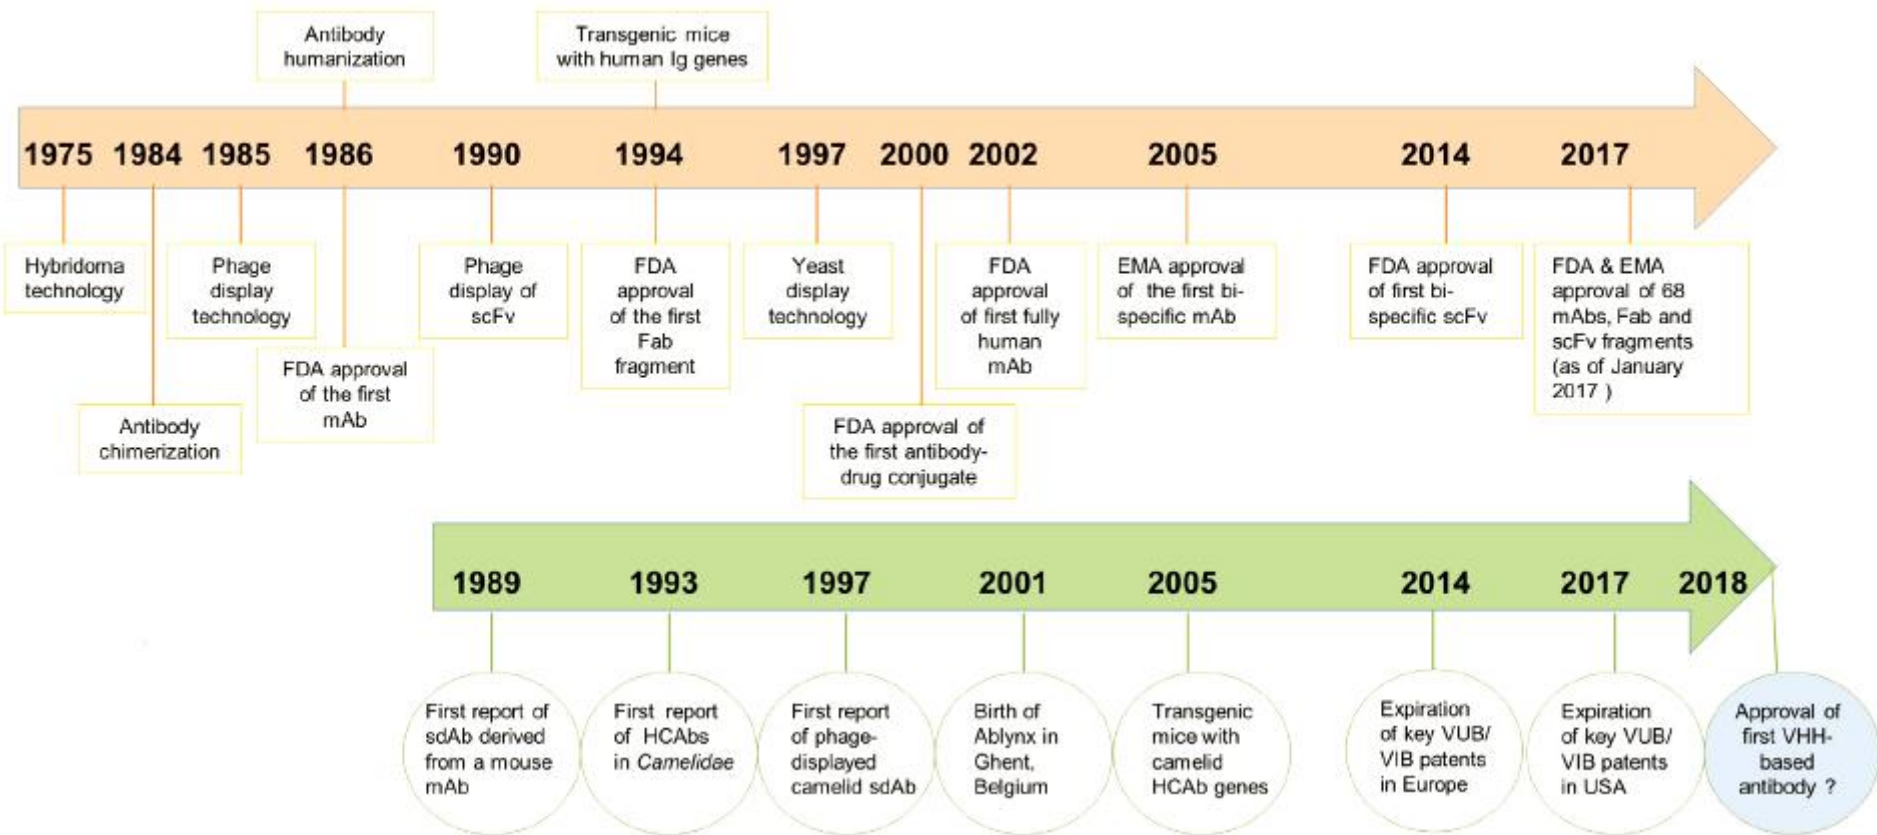 Antibody
humanization
Transgenic mice
with human Ig genes
1975 1984 1985 1986 1990 1994 1997 2000 2002 2005 2014 2017
Hybridoma
technology
Antibody
chimerization
Phage
display
technology
FDA approval
of the first
mAb
Phage
display of
scFv
FDA
approval
of the first
Fab
fragment
Yeast
display
technology
FDA approval of
the first antibody-
drug conjugate
FDA
approval
of first fully
human
mAb
EMA approval
of the first bi-
specific mAb
FDA approval
of first bi-
specific scFv
FDA & EMA
approval of 68
mAbs, Fab and
scFv fragments
(as of January
2017 )
1989 1993 1997 2001 2005 2014 2017 2018
First report of
sdAb derived
from a mouse
mAb
First report
of HCAbs
in Camelidae
First report
of phage-
displayed
camelid sdAb
Birth of
Ablynx in
Ghent,
Belgium
Transgenic
mice with
camelid
HCAb genes
Expiration
of key VUB/
VIB patents
in Europe
Expiration
of key VUB/
VIB patents
in USA
Approval of
first VHH-
based
antibody ?